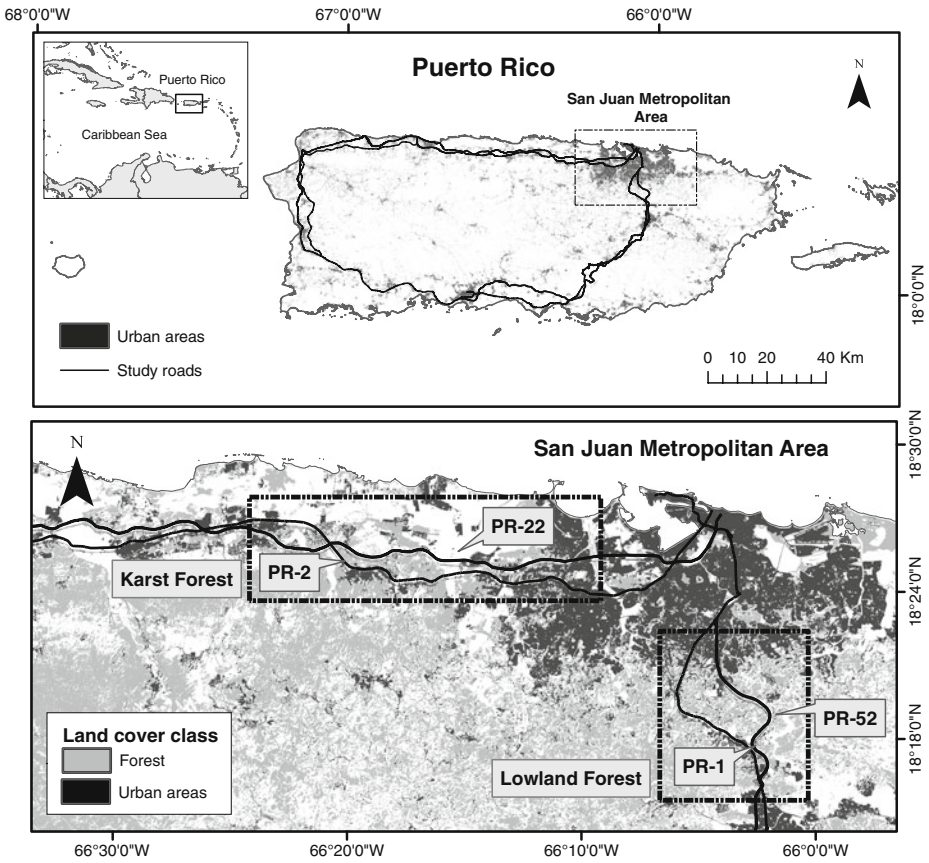 68°0'0"W 67°0'0"W 66°0'0"W
Puerto Rico
Caribbean Sea
Puerto Rico
N
San Juan Metropolitan
Area
18°0'0"N
Urban areas
Study roads
0 10 20 40 Km
N
San Juan Metropolitan Area
18°30'0"N
PR-22
PR-2
Karst Forest
18°24'0"N
PR-52
PR-1
Lowland Forest
18°18'0"N
Land cover class
Forest
Urban areas
66°30'0"W 66°20'0"W 66°10'0"W 66°0'0"W